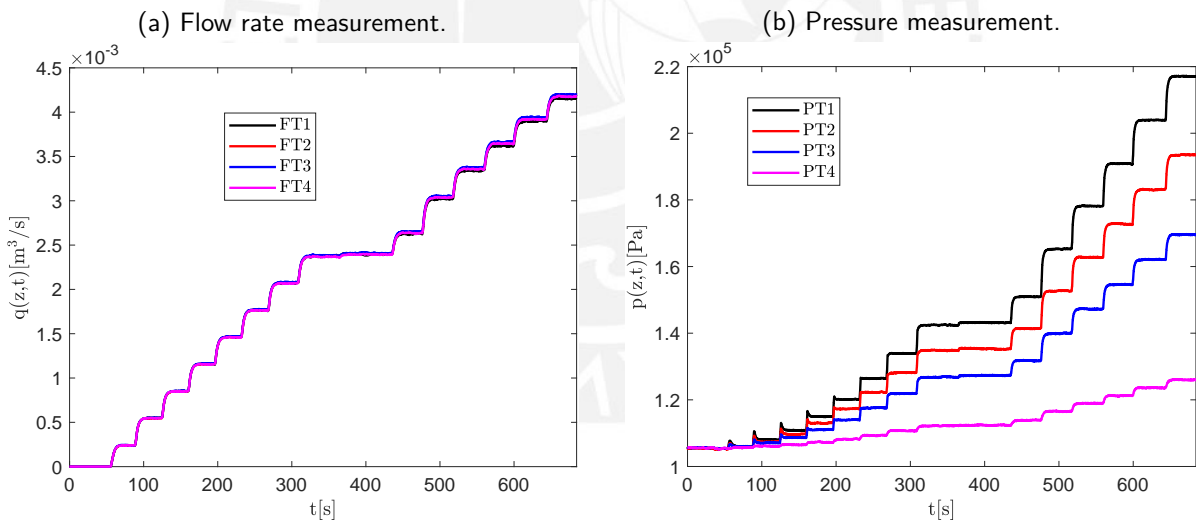 (a) Flow rate measurement.
×10⁻³
4.5
4
3.5
3
2.5
2
1.5
1
0.5
0
q(z,t)[m³/s]
FT1
FT2
FT3
FT4
0 100 200 300 400 500 600
t[s]
(b) Pressure measurement.
×10⁵
2.2
2
1.8
1.6
1.4
1.2
1
p(z,t)[Pa]
PT1
PT2
PT3
PT4
0 100 200 300 400 500 600
t[s]